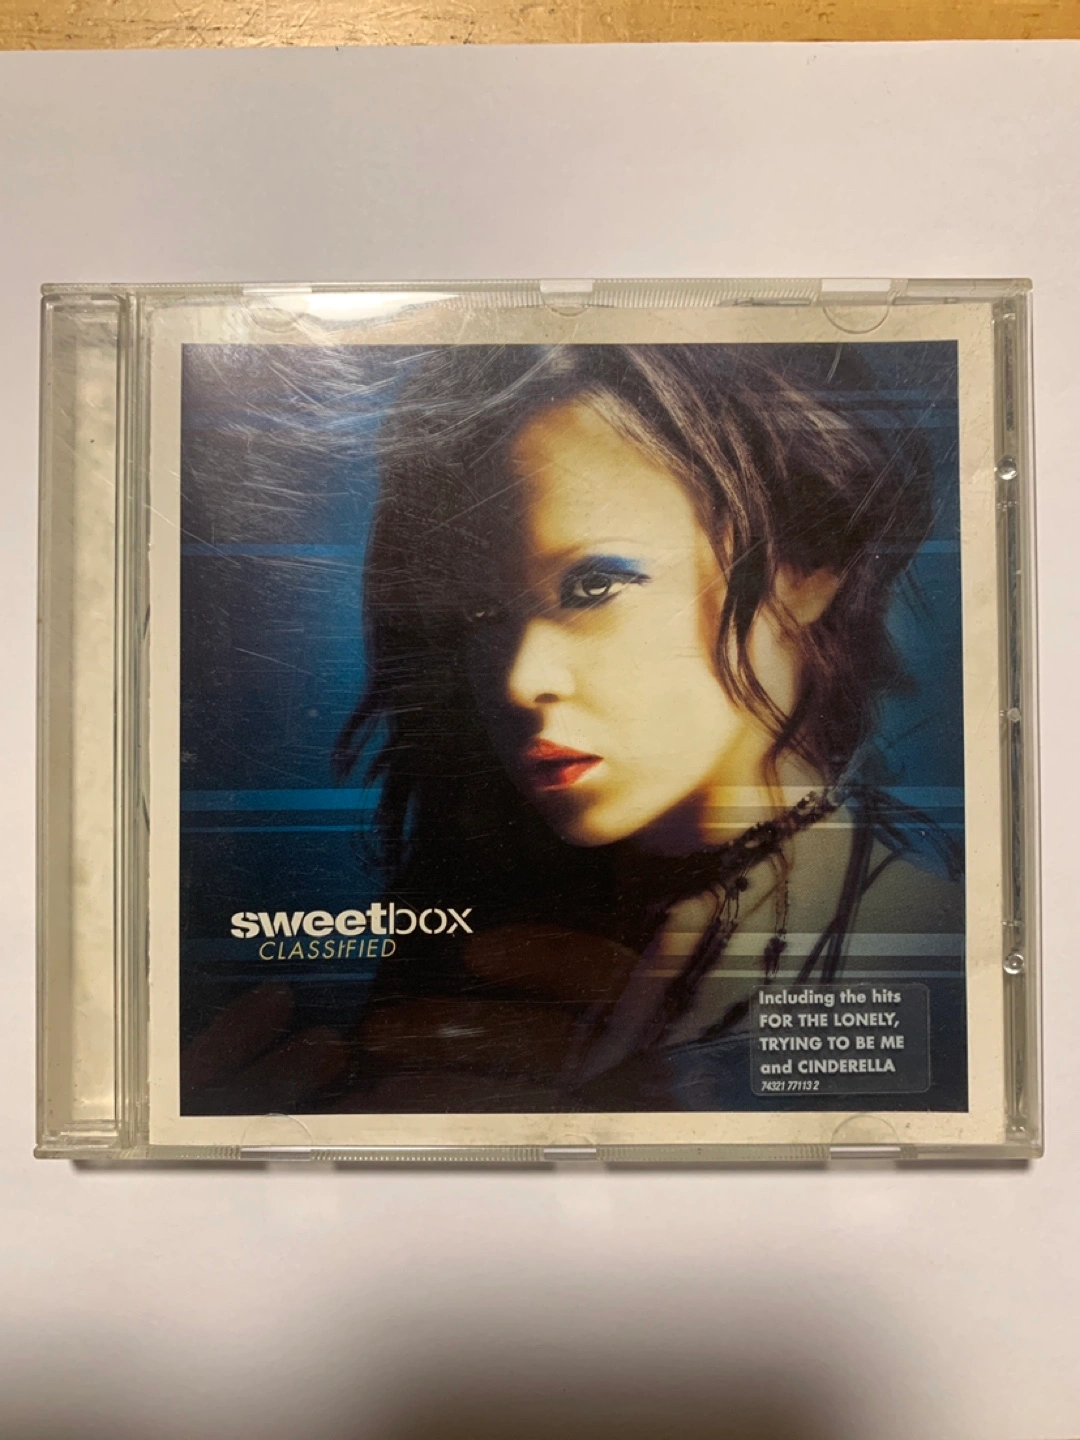 sweetbox
CLASSIFIED
Including the hits
FOR THE LONELY,
TRYING TO BE ME
and CINDERELLA
74321 77113 2